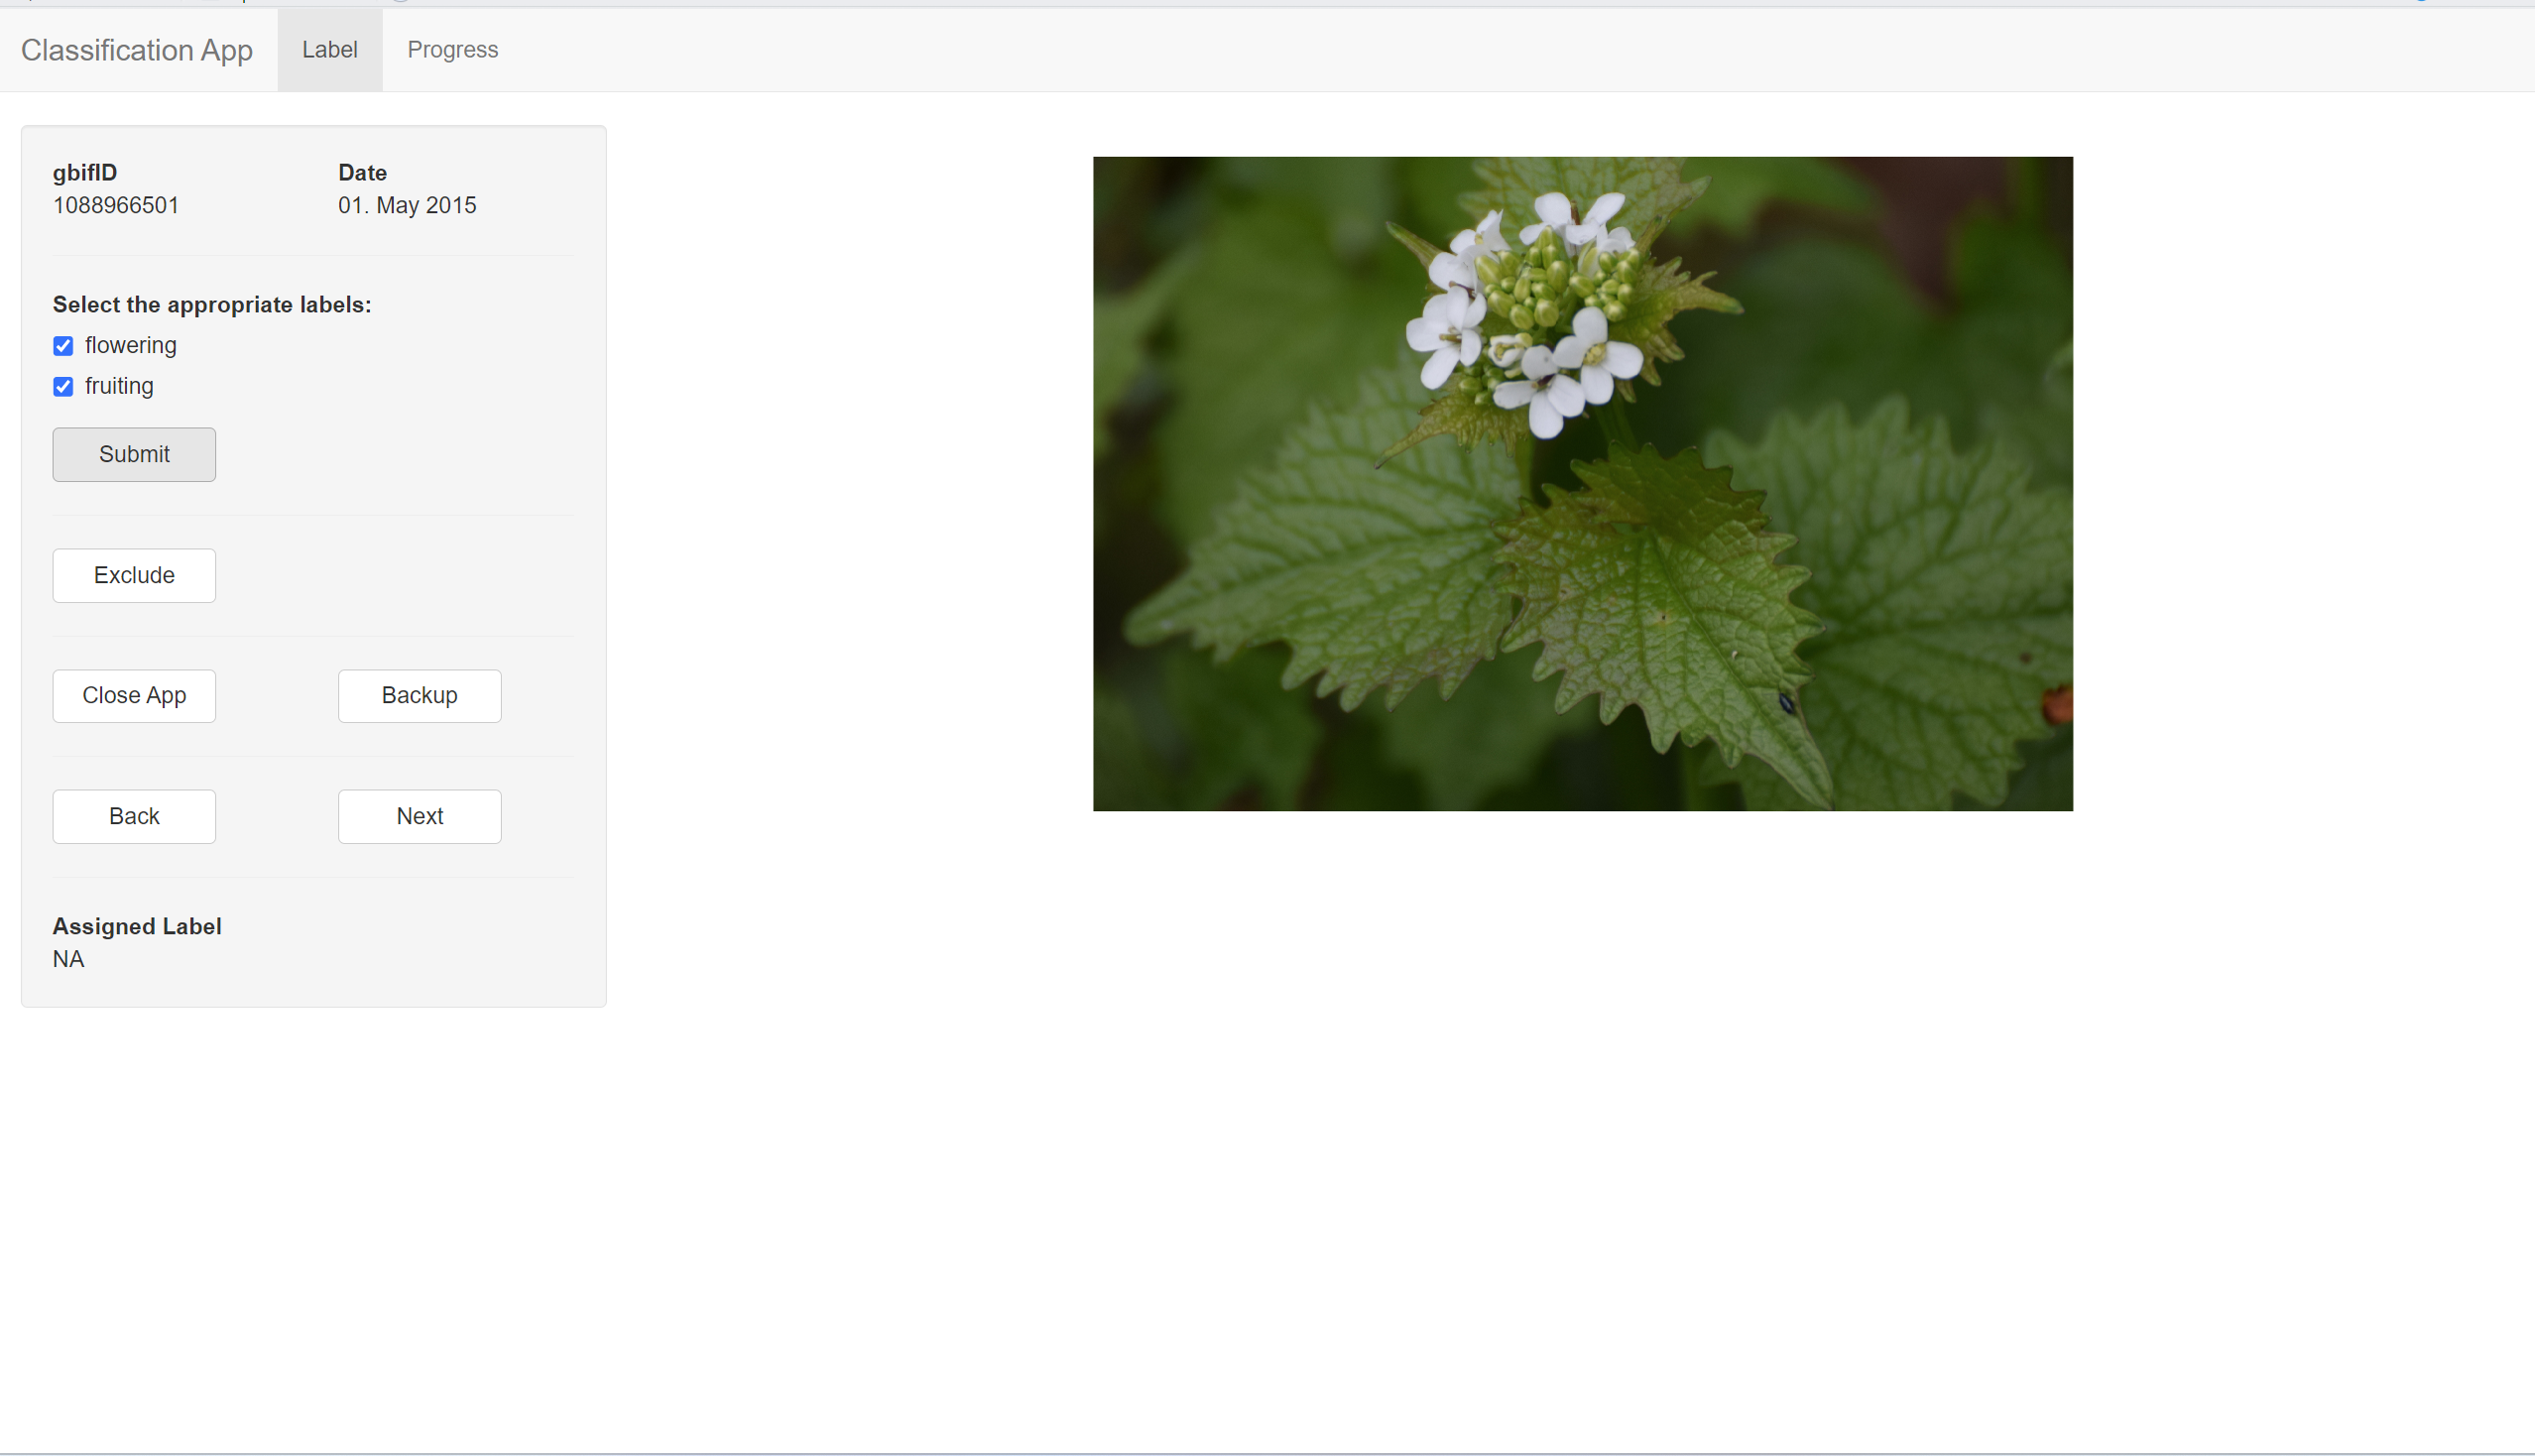 Classification App Label Progress
gbifID Date
1088966501 01. May 2015
Select the appropriate labels:
flowering
fruiting
Submit
Exclude
Close App Backup
Back Next
Assigned Label
NA